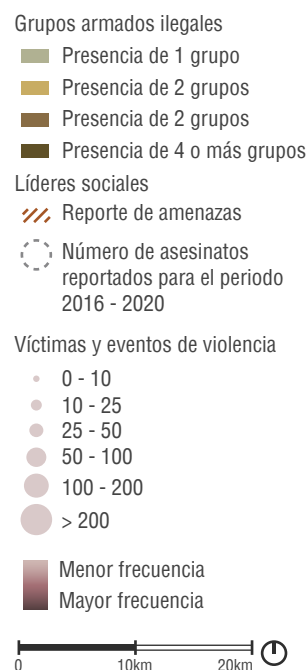 Grupos armados ilegales
Presencia de 1 grupo
Presencia de 2 grupos
Presencia de 2 grupos
Presencia de 4 o más grupos
Líderes sociales
Reporte de amenazas
Número de asesinatos
reportados para el periodo
2016 - 2020
Víctimas y eventos de violencia
0 - 10
10 - 25
25 - 50
50 - 100
100 - 200
> 200
Menor frecuencia
Mayor frecuencia
0 10km 20km